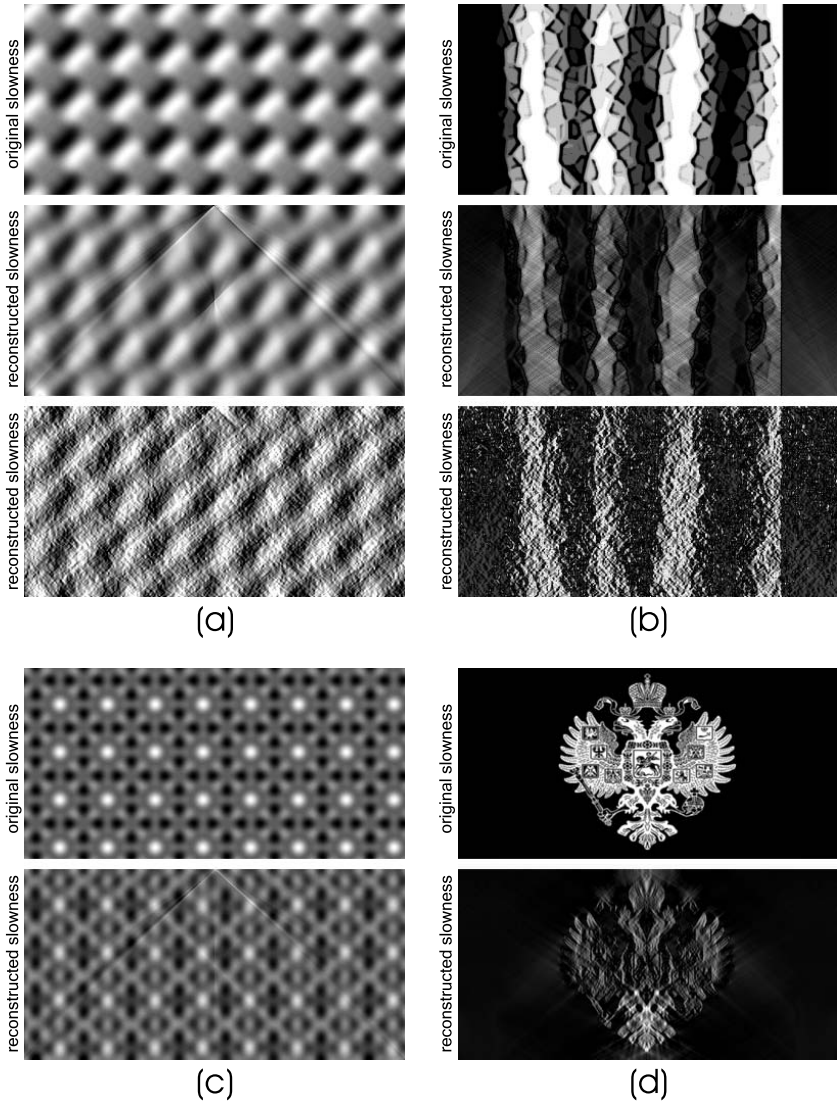 original slowness
original slowness
reconstructed slowness
reconstructed slowness
reconstructed slowness
reconstructed slowness
(a)
(b)
original slowness
original slowness
reconstructed slowness
reconstructed slowness
(c)
(d)